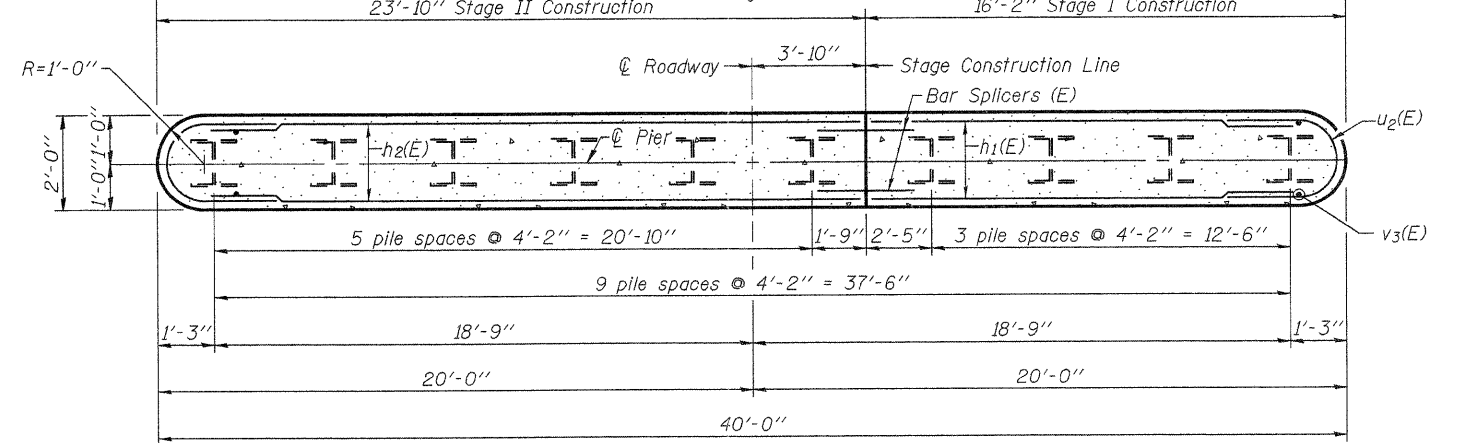 23'-10" Stage II Construction
16'-2" Stage I Construction
3'-10"
R=1'-0"
℄ Roadway
Stage Construction Line
Bar Splicers (E)
℄ Pier
u2(E)
2'-0"
1'-0"
1'-0"
h2(E)
h1(E)
v3(E)
5 pile spaces @ 4'-2" = 20'-10"
1'-9"
2'-5"
3 pile spaces @ 4'-2" = 12'-6"
9 pile spaces @ 4'-2" = 37'-6"
1'-3"
18'-9"
18'-9"
1'-3"
20'-0"
20'-0"
40'-0"